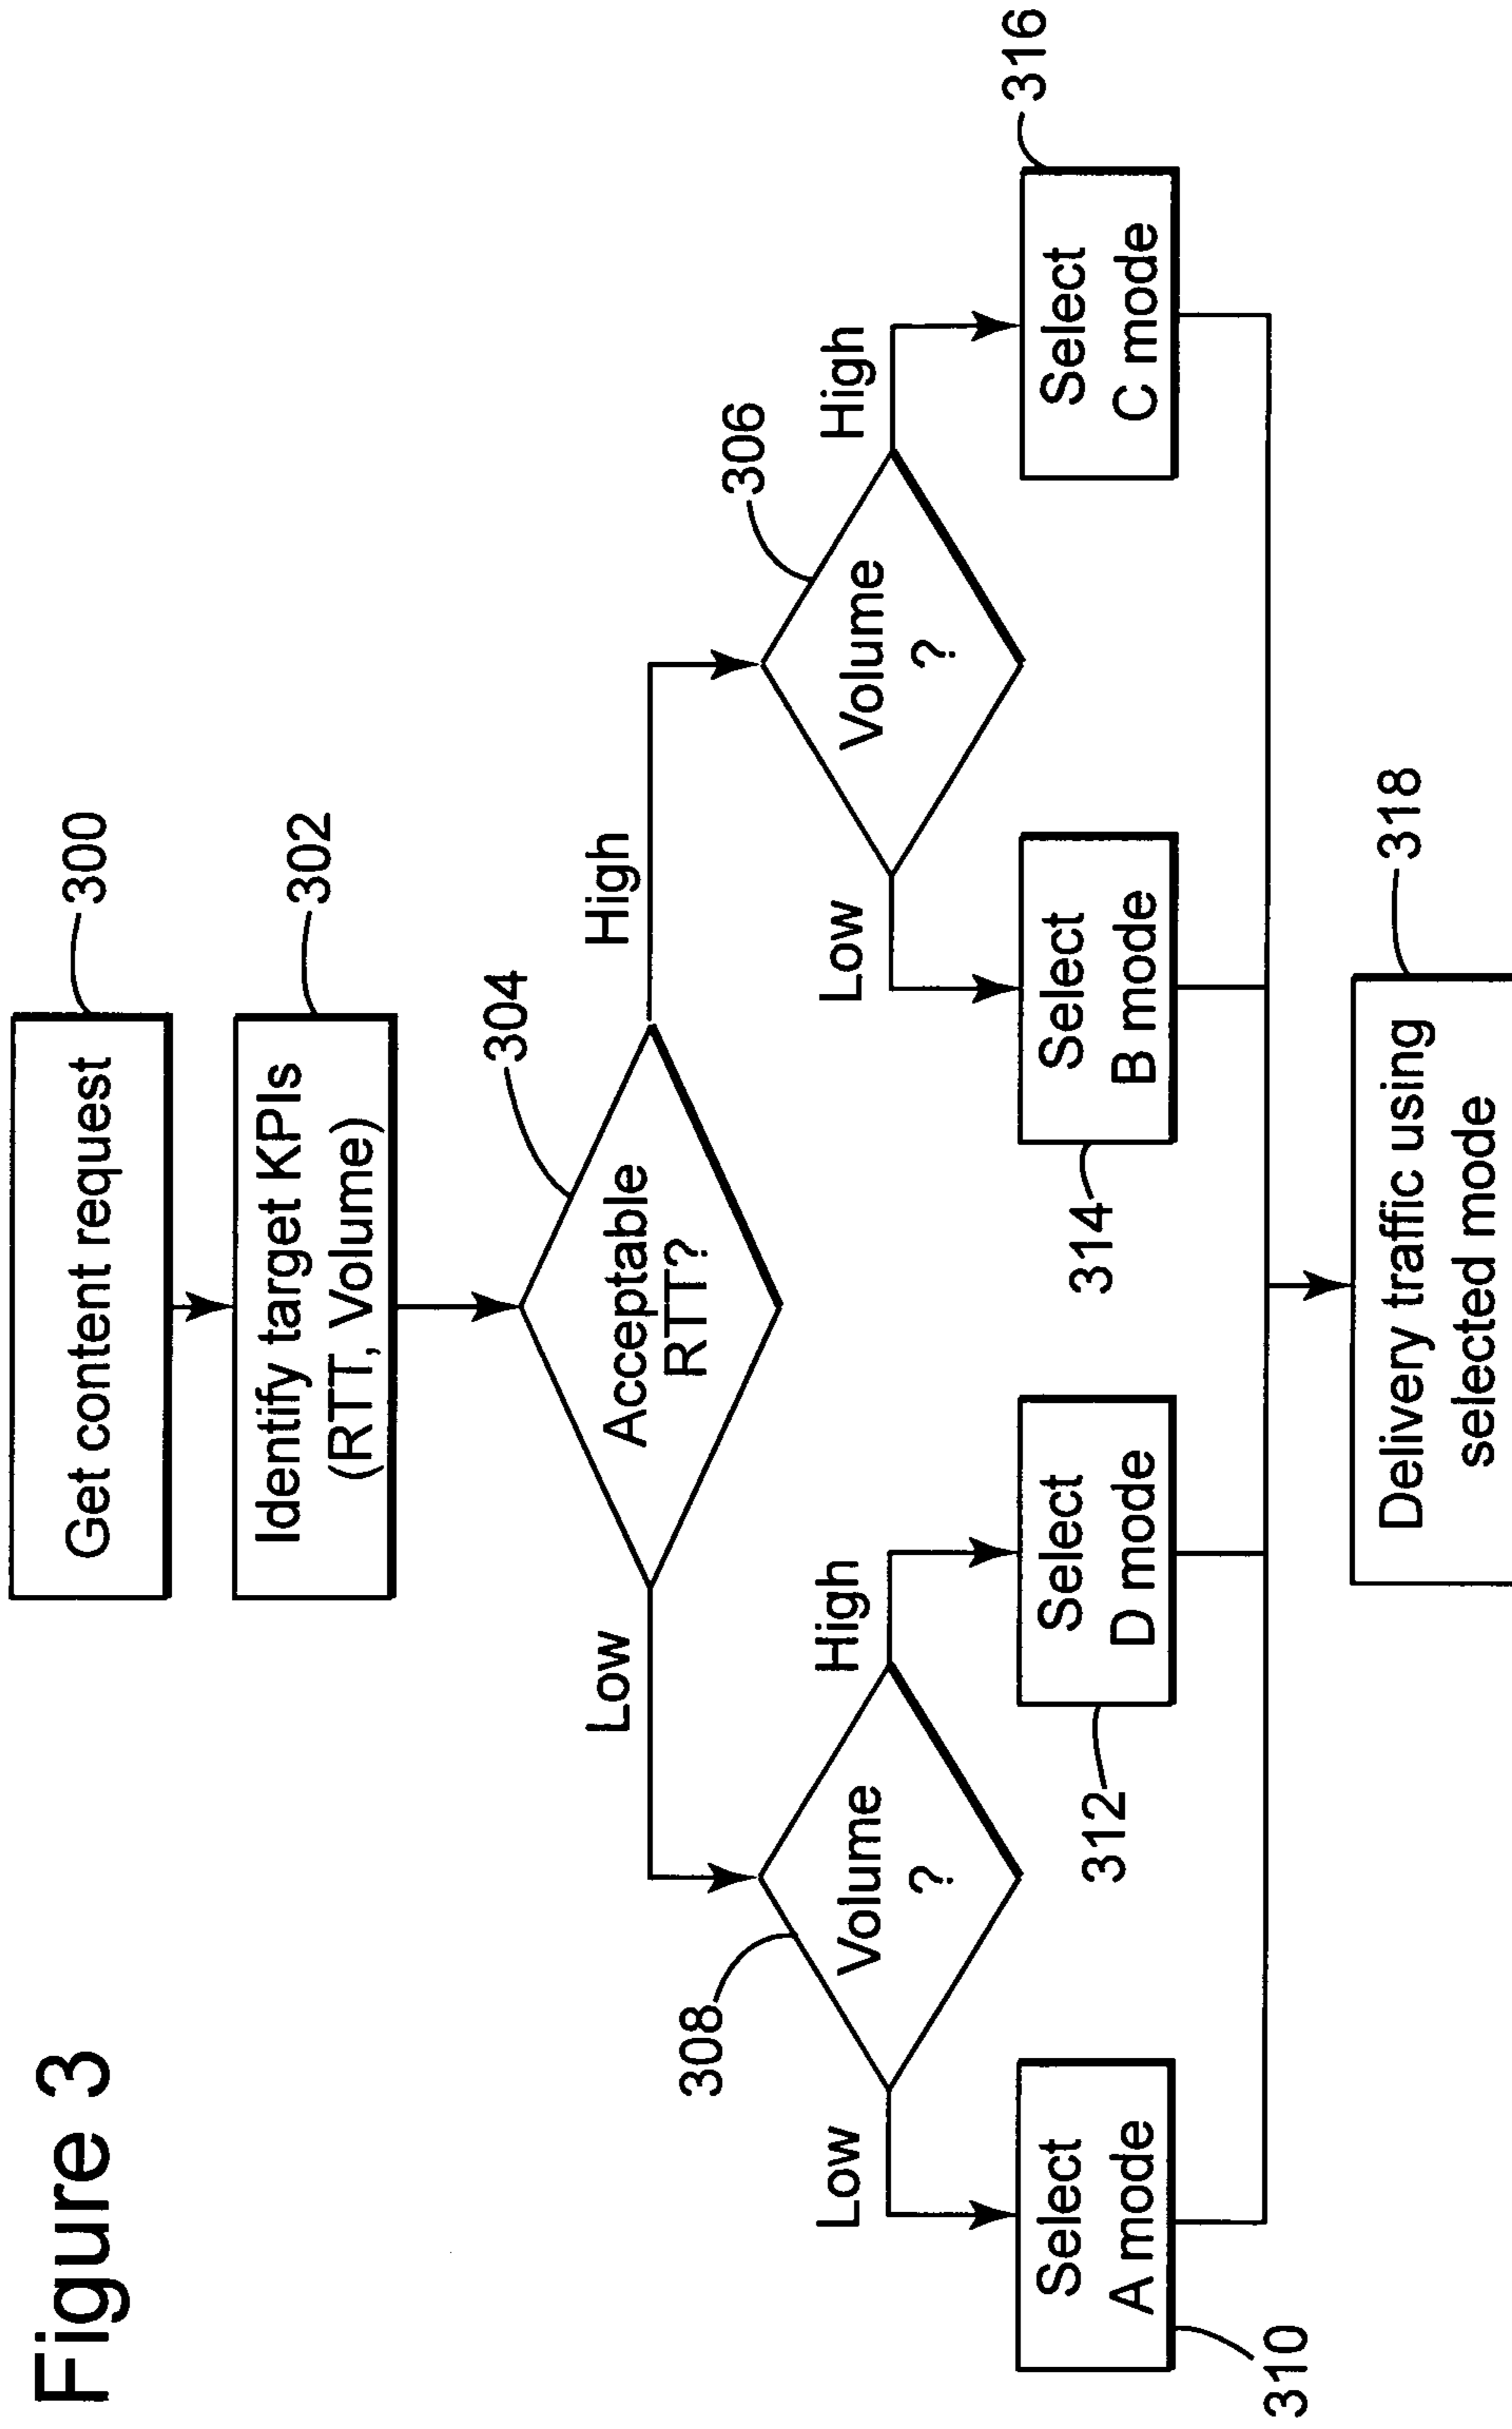 Figure 3
Get content request
300
Identify target KPIs
(RTT, Volume)
302
304
Acceptable
RTT?
Low
High
308
Volume
?
306
Volume
?
Low
High
Low
High
Select
A mode
310
Select
D mode
312
Select
B mode
314
Select
C mode
316
Delivery traffic using
selected mode
318